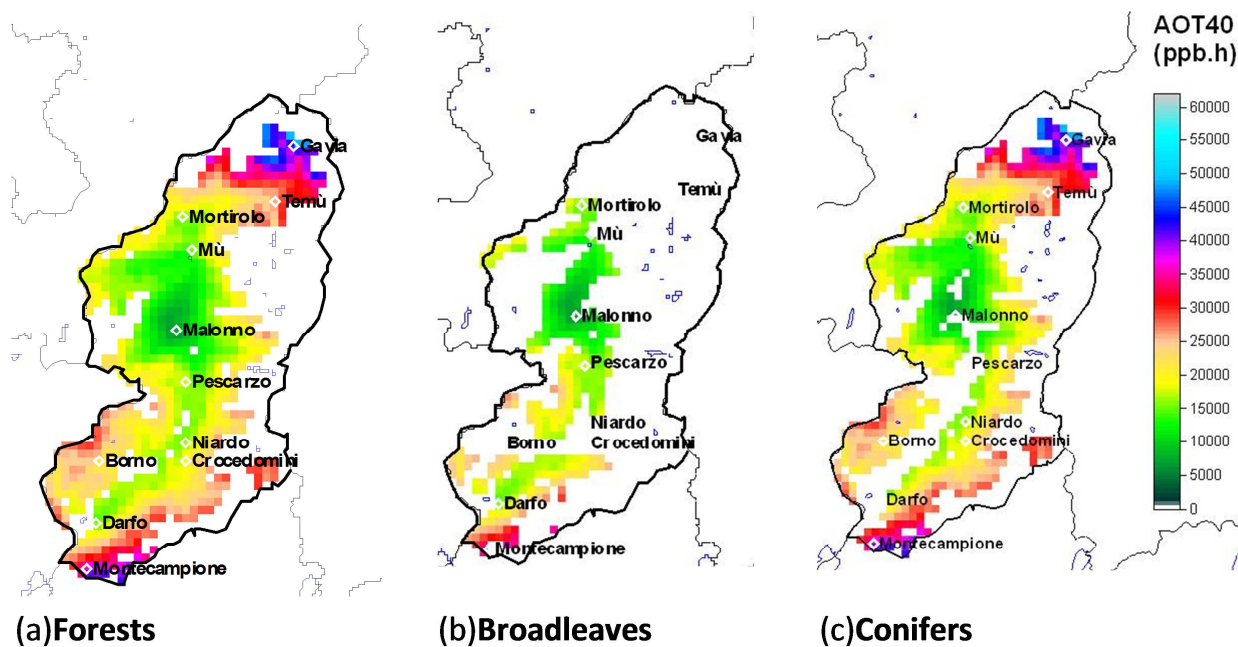 AOT40
(ppb.h)
Gavia
Temù
Mortirolo
Mù
Malonno
Pescarzo
Niardo
Borno
Crocedomini
Darfo
Montecampione
(a)Forests
Gavia
Temù
Mortirolo
Mù
Malonno
Pescarzo
Niardo
Borno
Crocedomini
Darfo
Montecampione
(b)Broadleaves
Gavia
Temù
Mortirolo
Mù
Malonno
Pescarzo
Niardo
Borno
Crocedomini
Darfo
Montecampione
(c)Conifers
60000
55000
50000
45000
40000
35000
30000
25000
20000
15000
10000
5000
0